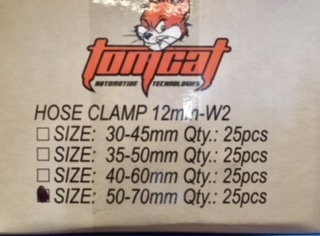 Tomcat
AUTOMOTIVE TECHNOLOGIES
HOSE CLAMP 12mm-W2
SIZE: 30-45mm Qty.: 25pcs
SIZE: 35-50mm Qty.: 25pcs
SIZE: 40-60mm Qty.: 25pcs
SIZE: 50-70mm Qty.: 25pcs